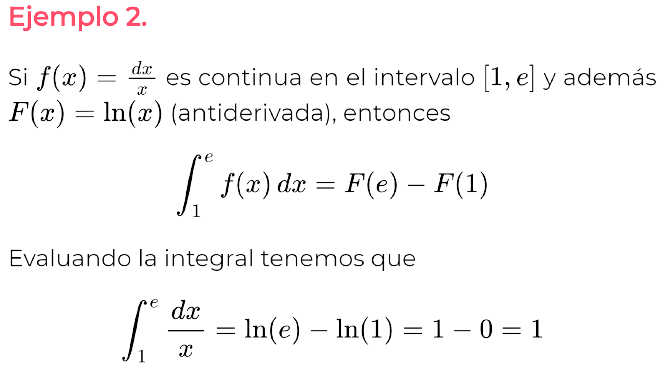 Ejemplo 2.
Si f(x) = dx/x es continua en el intervalo [1, e] y además
F(x) = ln(x) (antiderivada), entonces
∫₁ᵉ f(x) dx = F(e) − F(1)
Evaluando la integral tenemos que
∫₁ᵉ dx/x = ln(e) − ln(1) = 1 − 0 = 1